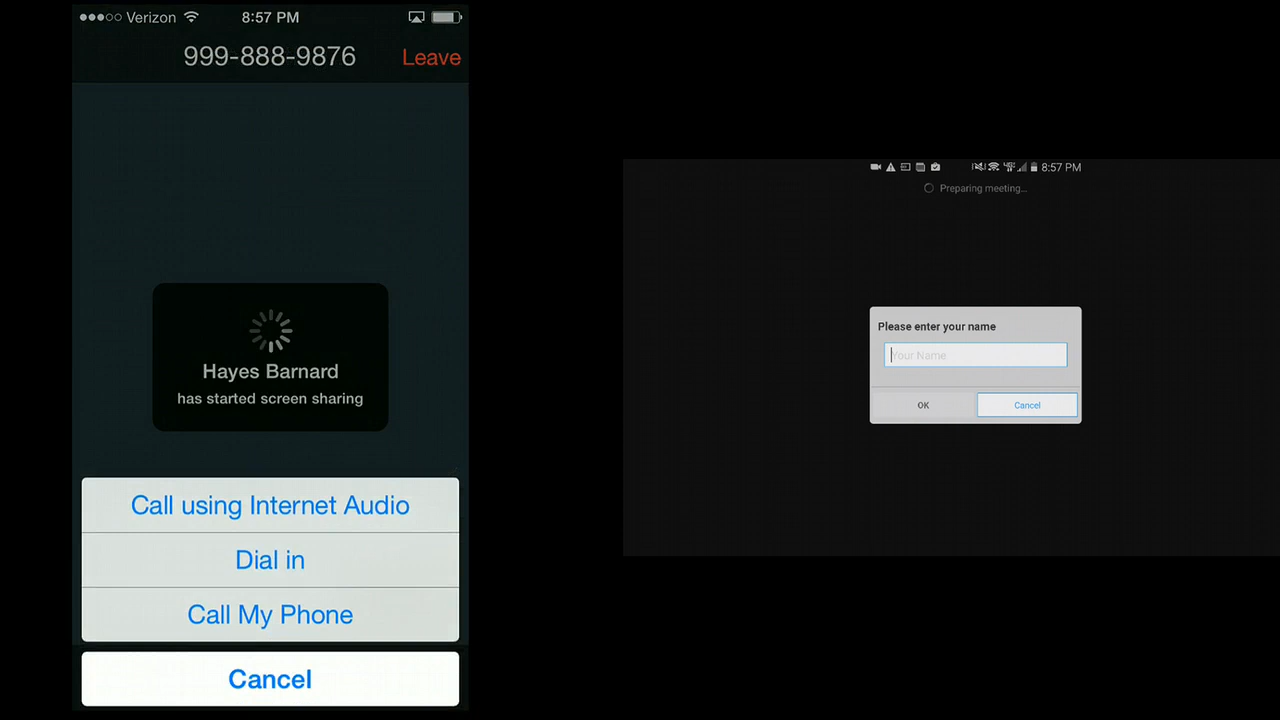 Verizon 8:57 PM
999-888-9876 Leave
Hayes Barnard
has started screen sharing
Call using Internet Audio
Dial in
Call My Phone
Cancel
8:57 PM
Preparing meeting...
Please enter your name
Your Name
OK Cancel